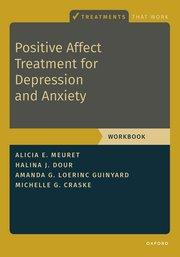 ✓ TREATMENTS THAT WORK
Positive Affect
Treatment for
Depression
and Anxiety
WORKBOOK
ALICIA E. MEURET
HALINA J. DOUR
AMANDA G. LOERINC GUINYARD
MICHELLE G. CRASKE
OXFORD